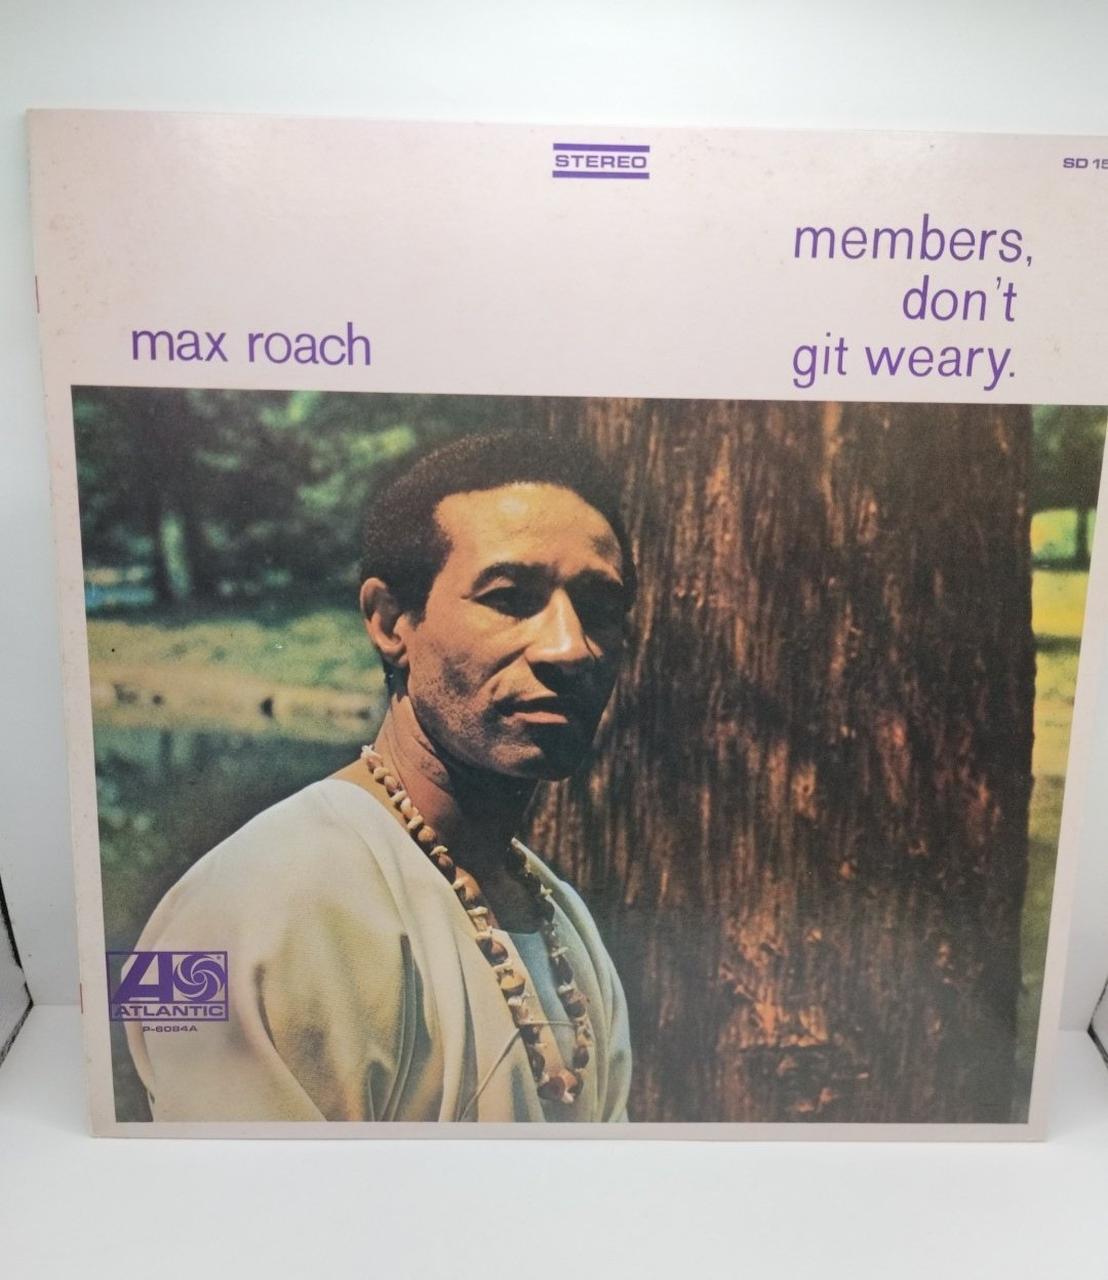 STEREO
SD 15
members,
don't
git weary.
max roach
ATLANTIC
P-6084A